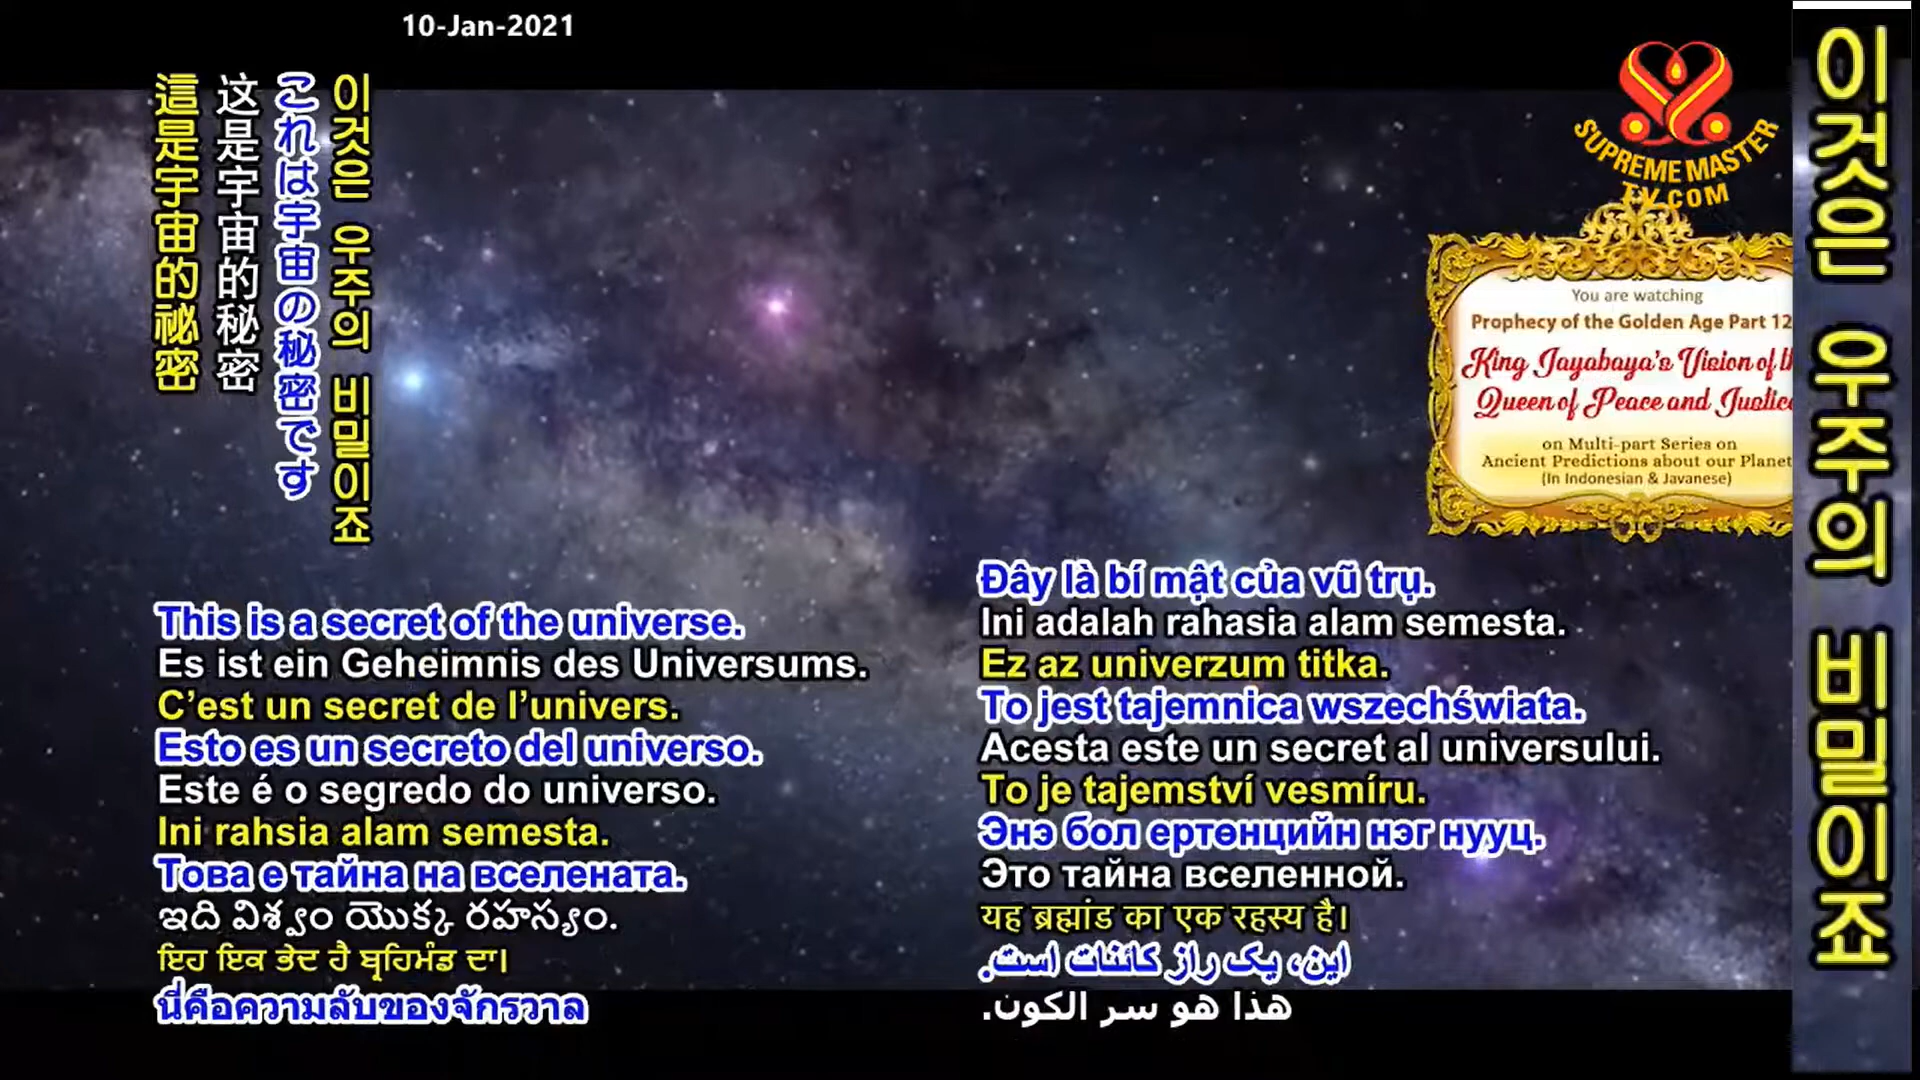 10-Jan-2021
這是宇宙的祕密
这是宇宙的秘密
これは宇宙の秘密です
이것은 우주의 비밀이죠
SUPREME MASTER
TV.COM
You are watching
Prophecy of the Golden Age Part 12
King Jayabaya's Vision of th
Queen of Peace and Justice
on Multi-part Series on
Ancient Predictions about our Planet
(In Indonesian & Javanese)
이것은 우주의 비밀이죠
This is a secret of the universe.
Es ist ein Geheimnis des Universums.
C’est un secret de l’univers.
Esto es un secreto del universo.
Este é o segredo do universo.
Ini rahsia alam semesta.
Това е тайна на вселената.
ఇది విశ్వం యొక్క రహస్యం.
ਇਹ ਇਕ ਭੇਦ ਹੈ ਬ੍ਰਹਿਮੰਡ ਦਾ।
นี่คือความลับของจักรวาล
Đây là bí mật của vũ trụ.
Ini adalah rahasia alam semesta.
Ez az univerzum titka.
To jest tajemnica wszechświata.
Acesta este un secret al universului.
To je tajemství vesmíru.
Энэ бол ертөнцийн нэг нууц.
Это тайна вселенной.
यह ब्रह्मांड का एक रहस्य है।
این، یک راز کائنات است.
هذا هو سر الكون.